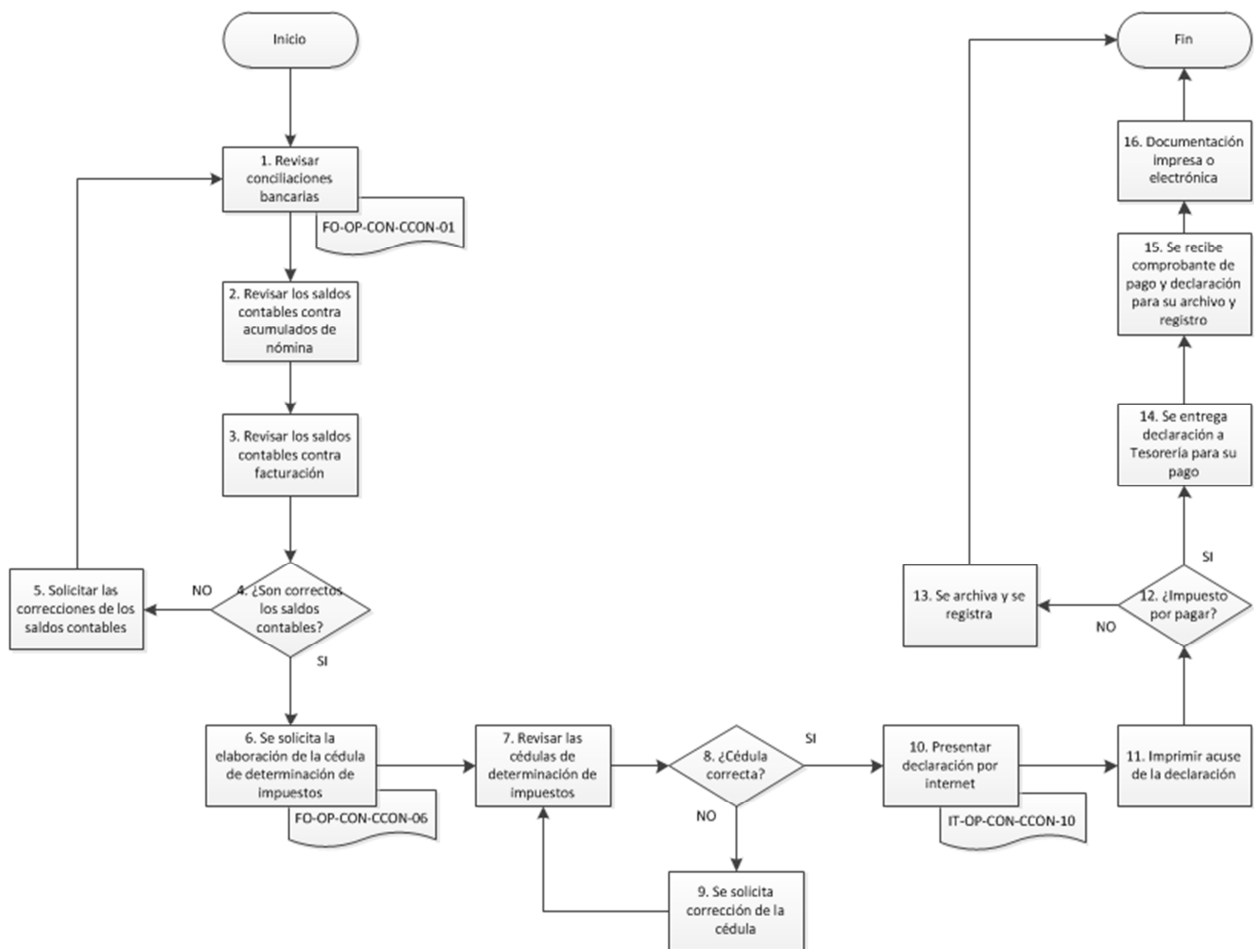 Inicio
1. Revisar
conciliaciones
bancarias
FO-OP-CON-CCON-01
2. Revisar los saldos
contables contra
acumulados de
nómina
3. Revisar los saldos
contables contra
facturación
4. ¿Son correctos
los saldos
contables?
NO
5. Solicitar las
correcciones de los
saldos contables
SI
6. Se solicita la
elaboración de la cédula
de determinación de
impuestos
FO-OP-CON-CCON-06
7. Revisar las
cédulas de
determinación de
impuestos
8. ¿Cédula
correcta?
NO
9. Se solicita
corrección de la
cédula
SI
10. Presentar
declaración por
internet
IT-OP-CON-CCON-10
11. Imprimir acuse
de la declaración
12. ¿Impuesto
por pagar?
NO
13. Se archiva y se
registra
SI
14. Se entrega
declaración a
Tesorería para su
pago
15. Se recibe
comprobante de
pago y declaración
para su archivo y
registro
16. Documentación
impresa o
electrónica
Fin